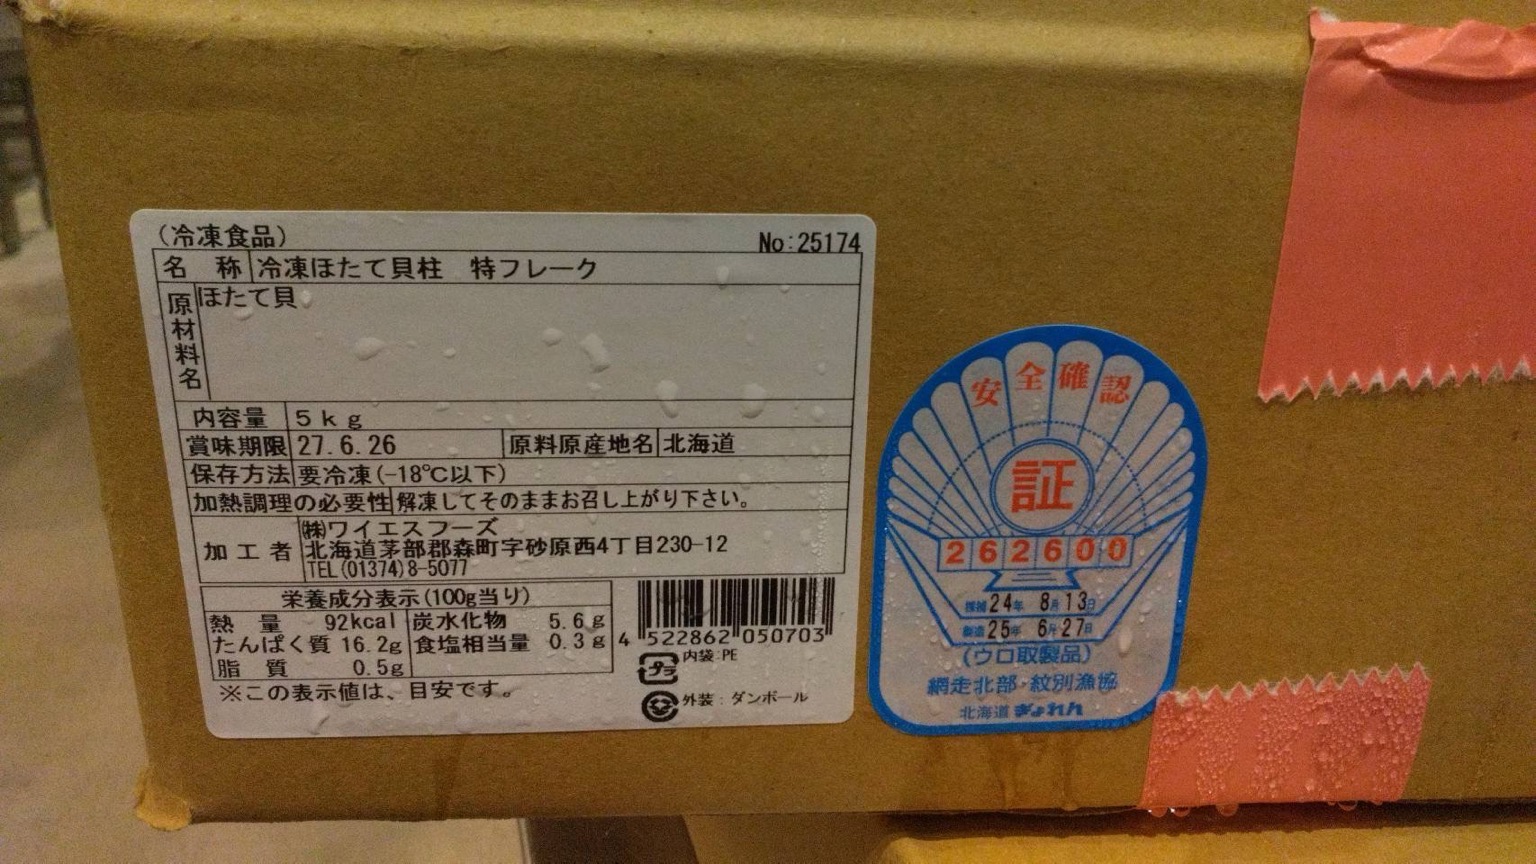 (冷凍食品)
No:25174
名 称 冷凍ほたて貝柱 特フレーク
原材料名 ほたて貝
内容量 5kg
賞味期限 27.6.26 原料原産地名 北海道
保存方法 要冷凍(-18℃以下)
加熱調理の必要性 解凍してそのままお召し上がり下さい。
加工者 ㈱ワイエスフーズ
北海道茅部郡森町字砂原西4丁目230-12
TEL(01374)8-5077
栄養成分表示(100g当り)
熱 量 92kcal 炭水化物 5.6g
たんぱく質 16.2g 食塩相当量 0.3g
脂 質 0.5g
※この表示値は、目安です。
4 522862 050703
プラ 内袋:PE
外装:ダンボール
安全確認
証
262600
採捕24年 8月13日
製造25年 6月27日
(ウロ取製品)
網走北部・紋別漁協
北海道 ぎょれん